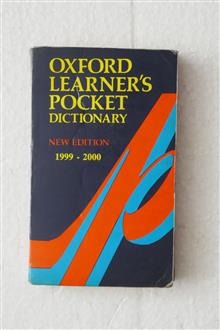 OXFORD
LEARNER'S
POCKET
DICTIONARY
NEW EDITION
1999 - 2000